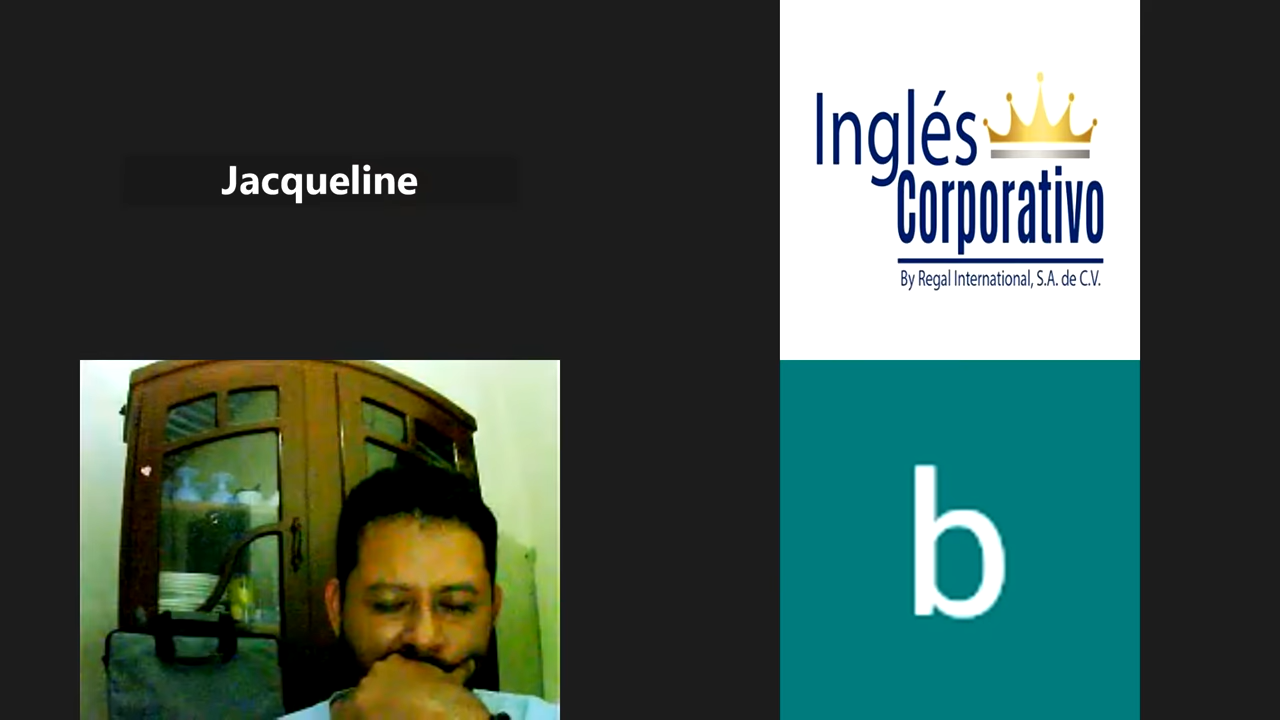 Jacqueline
Inglés
Corporativo
By Regal International, S.A. de C.V.
b